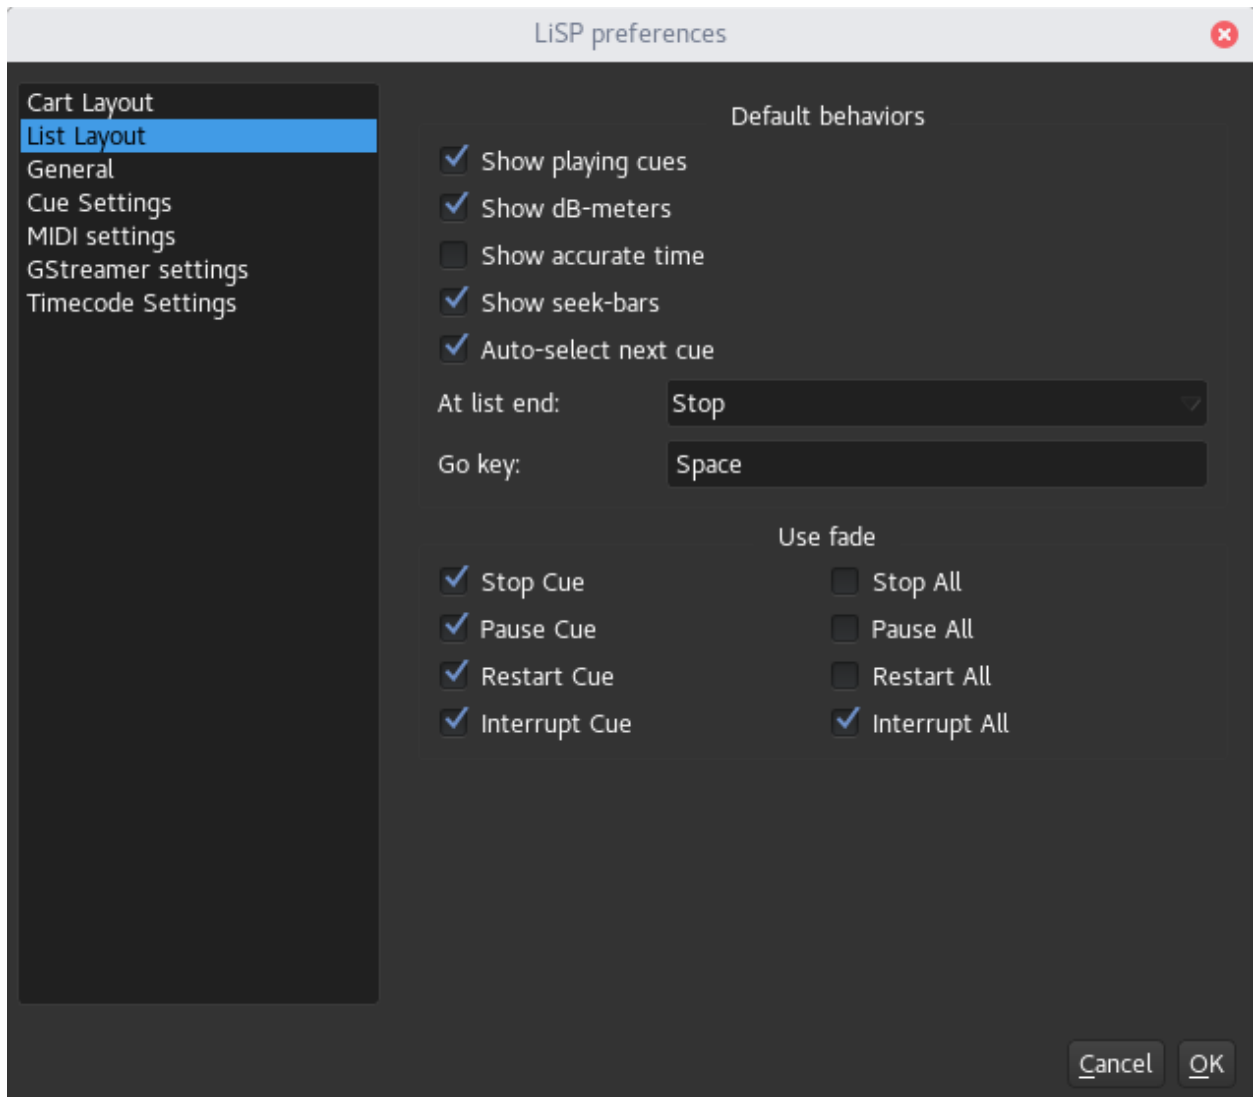 LiSP preferences
Cart Layout
List Layout
General
Cue Settings
MIDI settings
GStreamer settings
Timecode Settings
Default behaviors
Show playing cues
Show dB-meters
Show accurate time
Show seek-bars
Auto-select next cue
At list end: Stop
Go key: Space
Use fade
Stop Cue Stop All
Pause Cue Pause All
Restart Cue Restart All
Interrupt Cue Interrupt All
Cancel OK